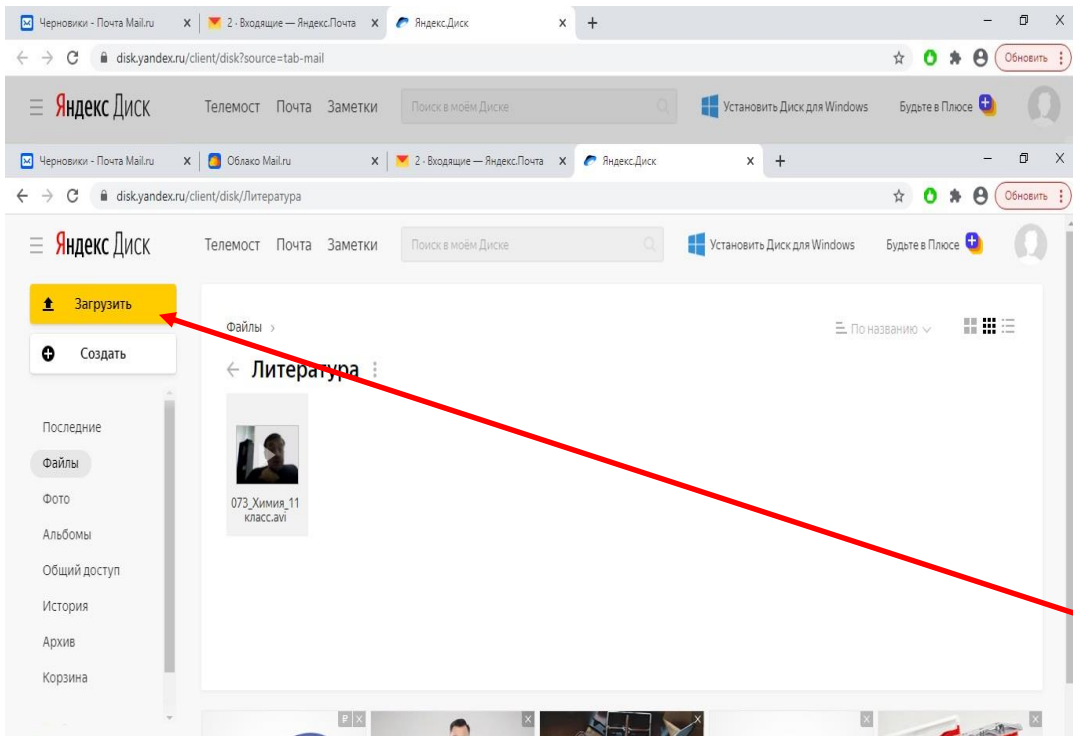 Черновики - Почта Mail.ru x 2 · Входящие — Яндекс.Почта x Яндекс.Диск x +
disk.yandex.ru/client/disk?source=tab-mail Обновить
Яндекс Диск Телемост Почта Заметки Поиск в моём Диске Установить Диск для Windows Будьте в Плюсе
Черновики - Почта Mail.ru x Облако Mail.ru x 2 · Входящие — Яндекс.Почта x Яндекс.Диск x +
disk.yandex.ru/client/disk/Литература Обновить
Яндекс Диск Телемост Почта Заметки Поиск в моём Диске Установить Диск для Windows Будьте в Плюсе
Загрузить
Файлы > По названию
Создать
Литература
Последние
Файлы
Фото
073_Химия_11
класс.avi
Альбомы
Общий доступ
История
Архив
Корзина